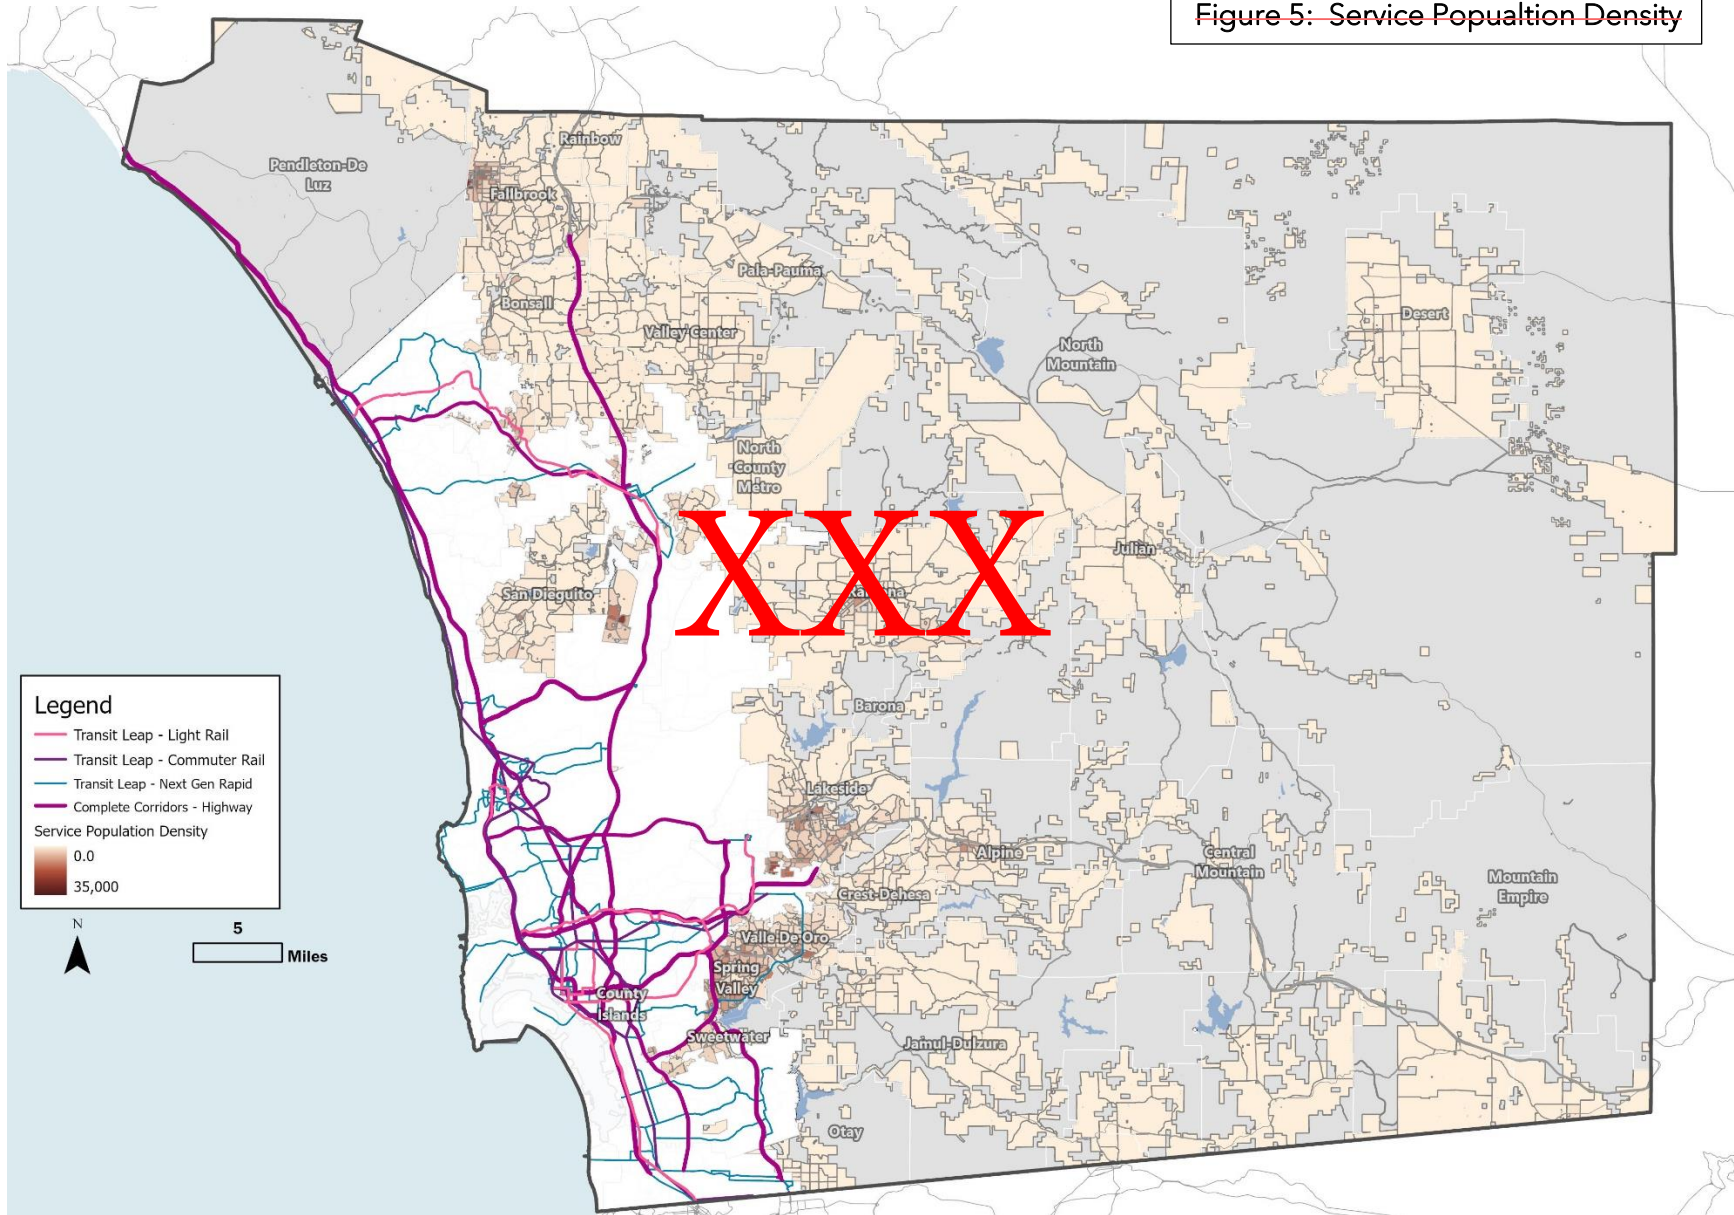 Figure 5: Service Popualtion Density
Rainbow
Pendleton-De
Luz
Fallbrook
Pala-Pauma
Bonsall
Desert
Valley Center
North
Mountain
North
County
Metro
XXX
Julian
San Dieguito
Barona
Legend
Transit Leap - Light Rail
Transit Leap - Commuter Rail
Transit Leap - Next Gen Rapid
Complete Corridors - Highway
Service Population Density
0.0
35,000
Lakeside
Alpine
Central
Mountain
Crest-Dehesa
Mountain
Empire
N
5
Miles
Valle De Oro
Spring
Valley
County
Islands
Sweetwater
Jamul-Dulzura
Otay